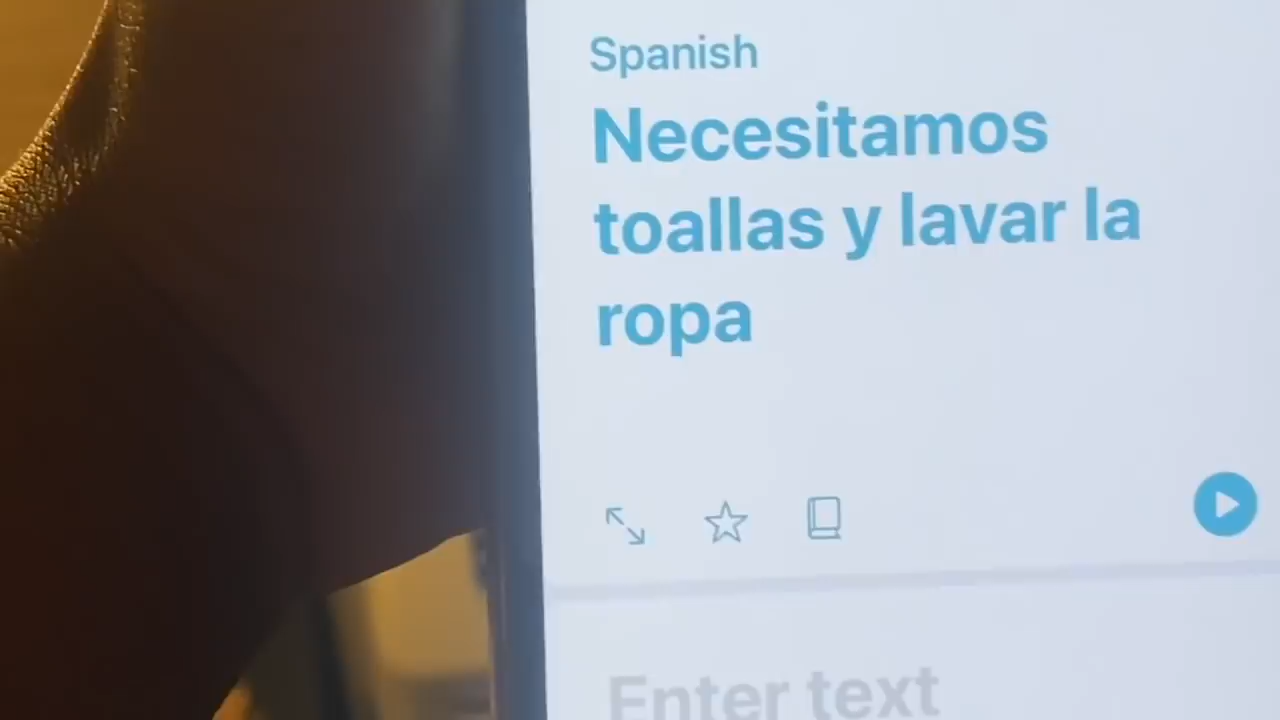 Spanish
Necesitamos
toallas y lavar la
ropa
Enter text